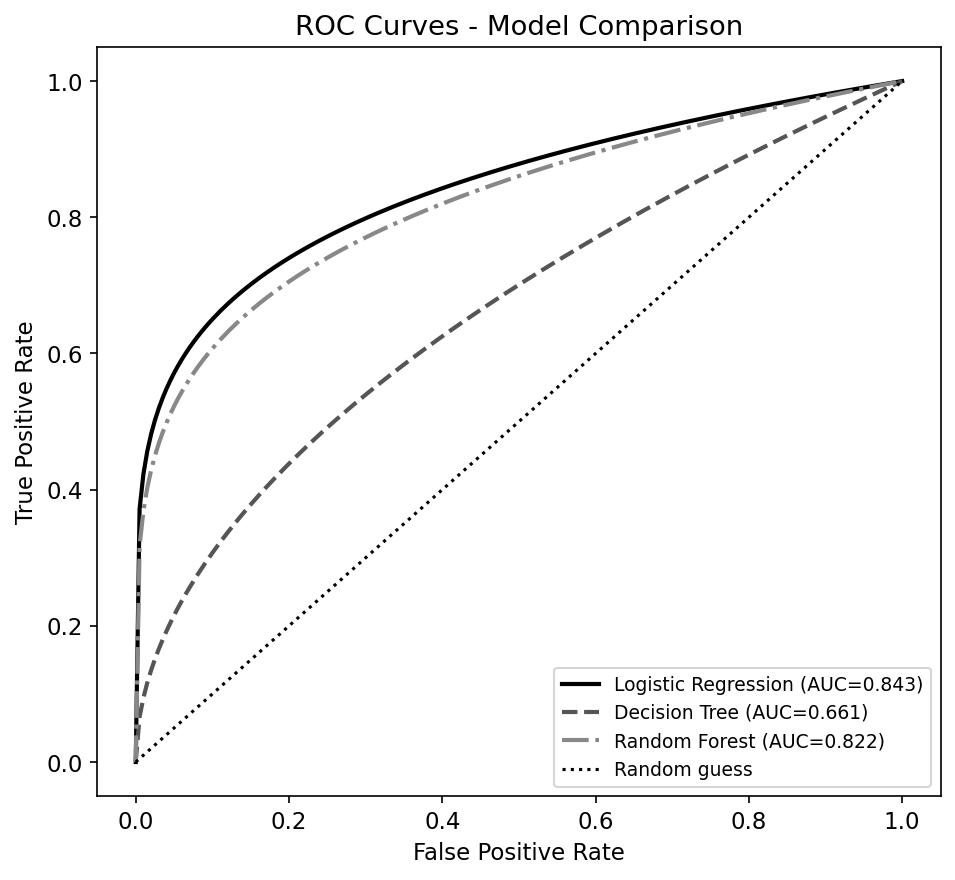 ROC Curves - Model Comparison
True Positive Rate
1.0
0.8
0.6
0.4
0.2
0.0
Logistic Regression (AUC=0.843)
Decision Tree (AUC=0.661)
Random Forest (AUC=0.822)
Random guess
0.0 0.2 0.4 0.6 0.8 1.0
False Positive Rate